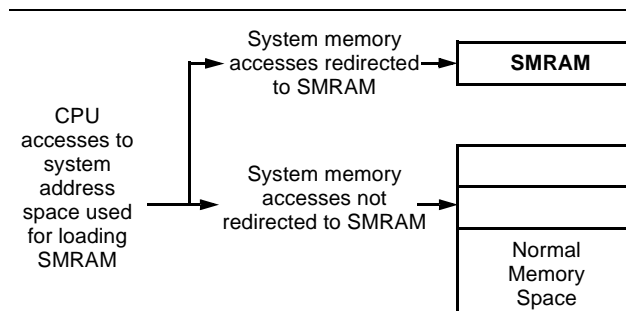 CPU
accesses to
system
address
space used
for loading
SMRAM
System memory
accesses redirected
to SMRAM
SMRAM
System memory
accesses not
redirected to SMRAM
Normal
Memory
Space